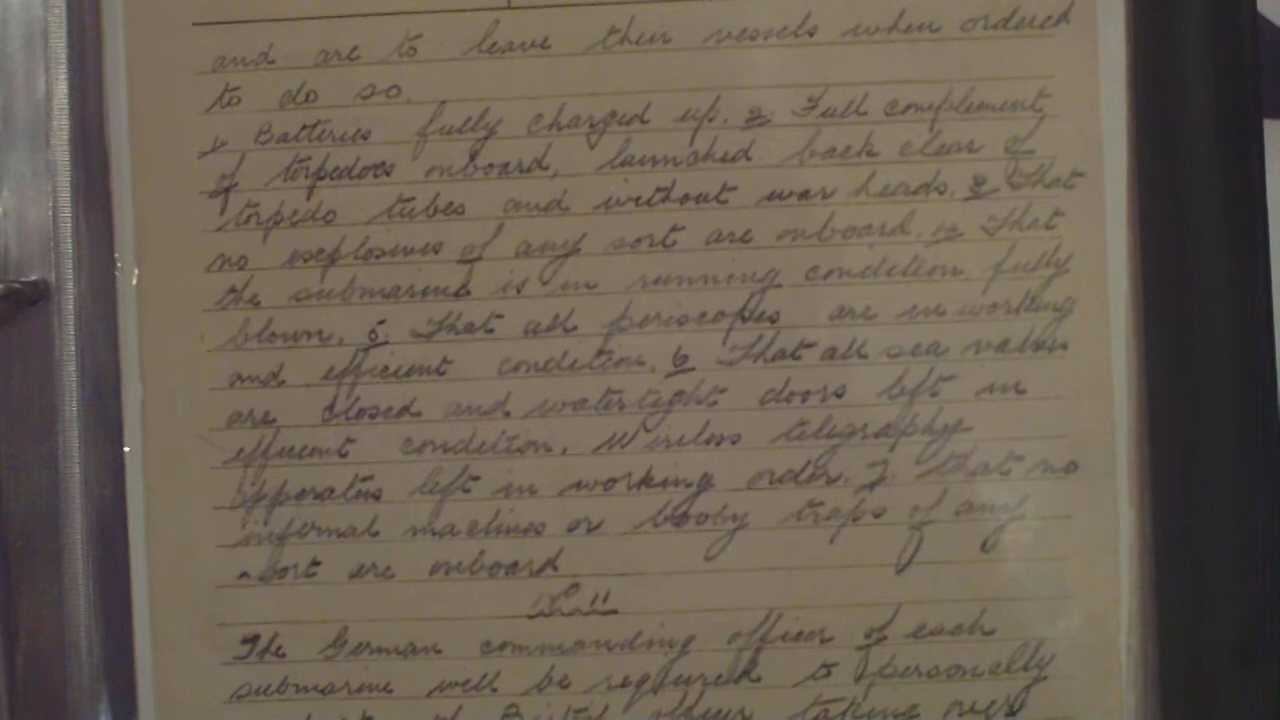 and are to leave their vessels when ordered
to do so.
1 Batteries fully charged up. 2. Full complement
of torpedoes onboard, launched back clear of
torpedo tubes and without war heads. 3 That
no explosives of any sort are onboard. 4 That
the submarine is in running condition fully
blown. 5. That all periscopes are in working
and efficient condition. 6 That all sea valves
are closed and watertight doors left in
efficient condition. Wireless telegraphy
apparatus left in working order. 7. that no
infernal machines or booby traps of any
sort are onboard
The German commanding officer of each
submarine will be required to personally
of British officer taking over